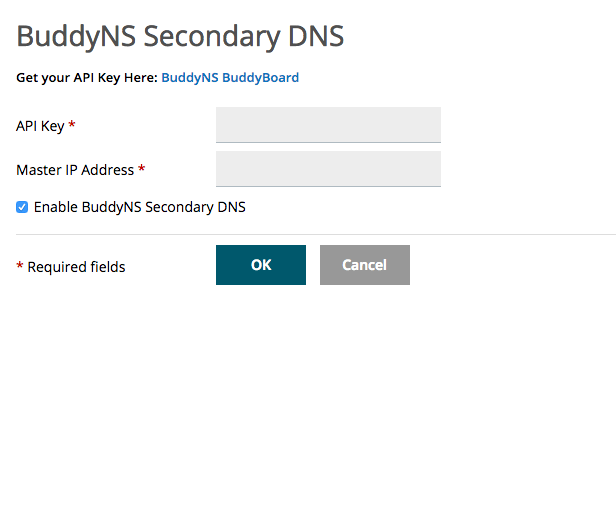 BuddyNS Secondary DNS
Get your API Key Here: BuddyNS BuddyBoard
API Key *
Master IP Address *
Enable BuddyNS Secondary DNS
* Required fields
OK
Cancel